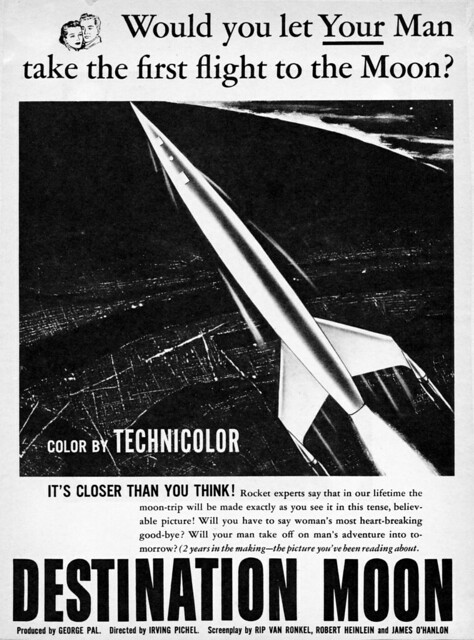 Would you let Your Man
take the first flight to the Moon?
COLOR BY TECHNICOLOR
IT'S CLOSER THAN YOU THINK! Rocket experts say that in our lifetime the
moon-trip will be made exactly as you see it in this tense, believ-
able picture! Will you have to say woman's most heart-breaking
good-bye? Will your man take off on man's adventure into to-
morrow? (2 years in the making—the picture you've been reading about.
DESTINATION MOON
Produced by GEORGE PAL. Directed by IRVING PICHEL. Screenplay by RIP VAN RONKEL, ROBERT HEINLEIN and JAMES O'HANLON